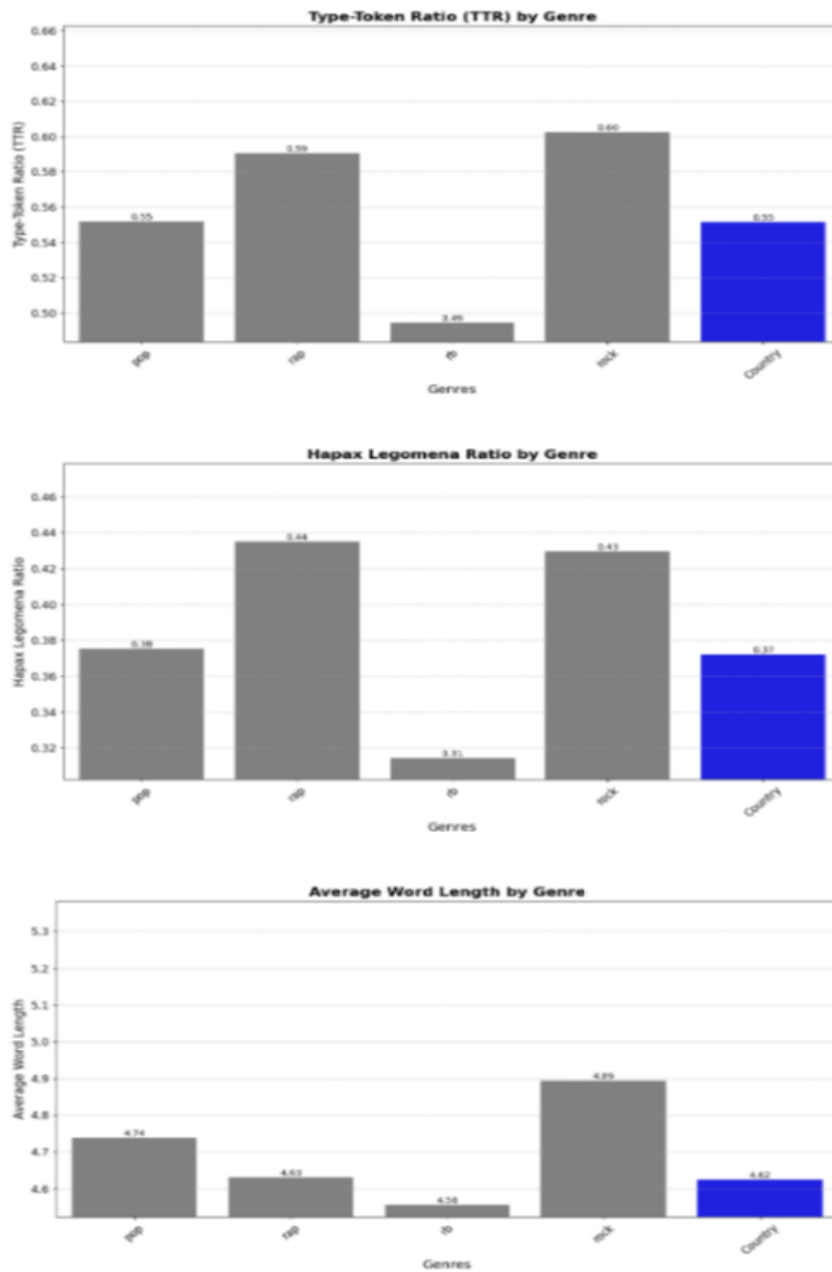 Type-Token Ratio (TTR) by Genre
Type-Token Ratio (TTR)
0.66
0.64
0.62
0.60
0.58
0.56
0.54
0.52
0.50
0.55
0.59
0.49
0.60
0.55
pop
rap
rb
rock
Country
Genres
Hapax Legomena Ratio by Genre
Hapax Legomena Ratio
0.46
0.44
0.42
0.40
0.38
0.36
0.34
0.32
0.38
0.44
0.31
0.43
0.37
pop
rap
rb
rock
Country
Genres
Average Word Length by Genre
Average Word Length
5.3
5.2
5.1
5.0
4.9
4.8
4.7
4.6
4.74
4.63
4.89
4.62
pop
rap
rb
rock
Country
Genres